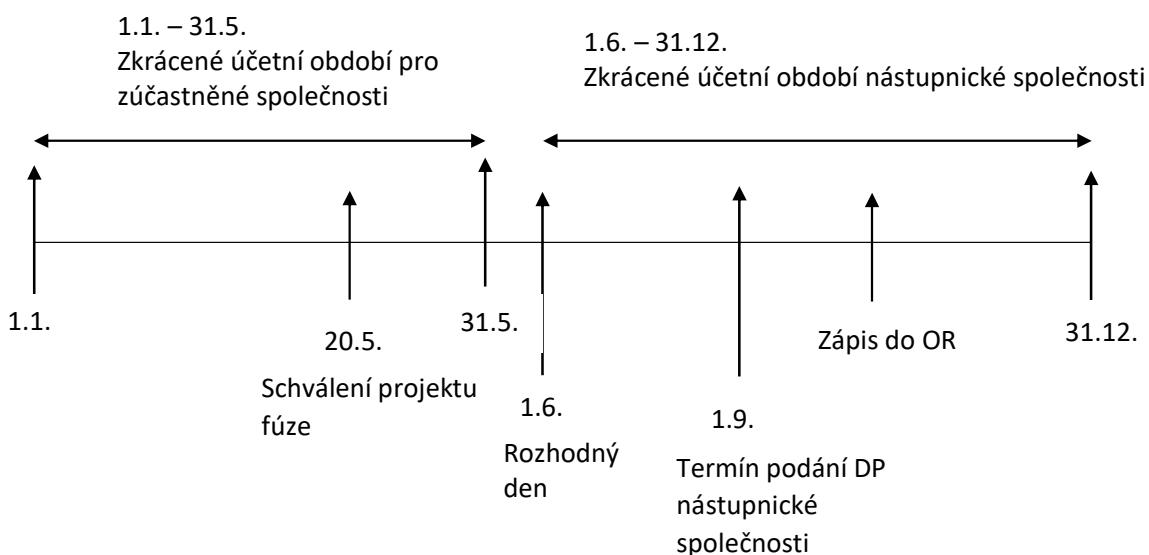 1.1. – 31.5.
Zkrácené účetní období pro
zúčastněné společnosti
1.6. – 31.12.
Zkrácené účetní období nástupnické společnosti
1.1.
20.5.
Schválení projektu
fúze
31.5.
1.6.
Rozhodný
den
1.9.
Termín podání DP
nástupnické
společnosti
Zápis do OR
31.12.